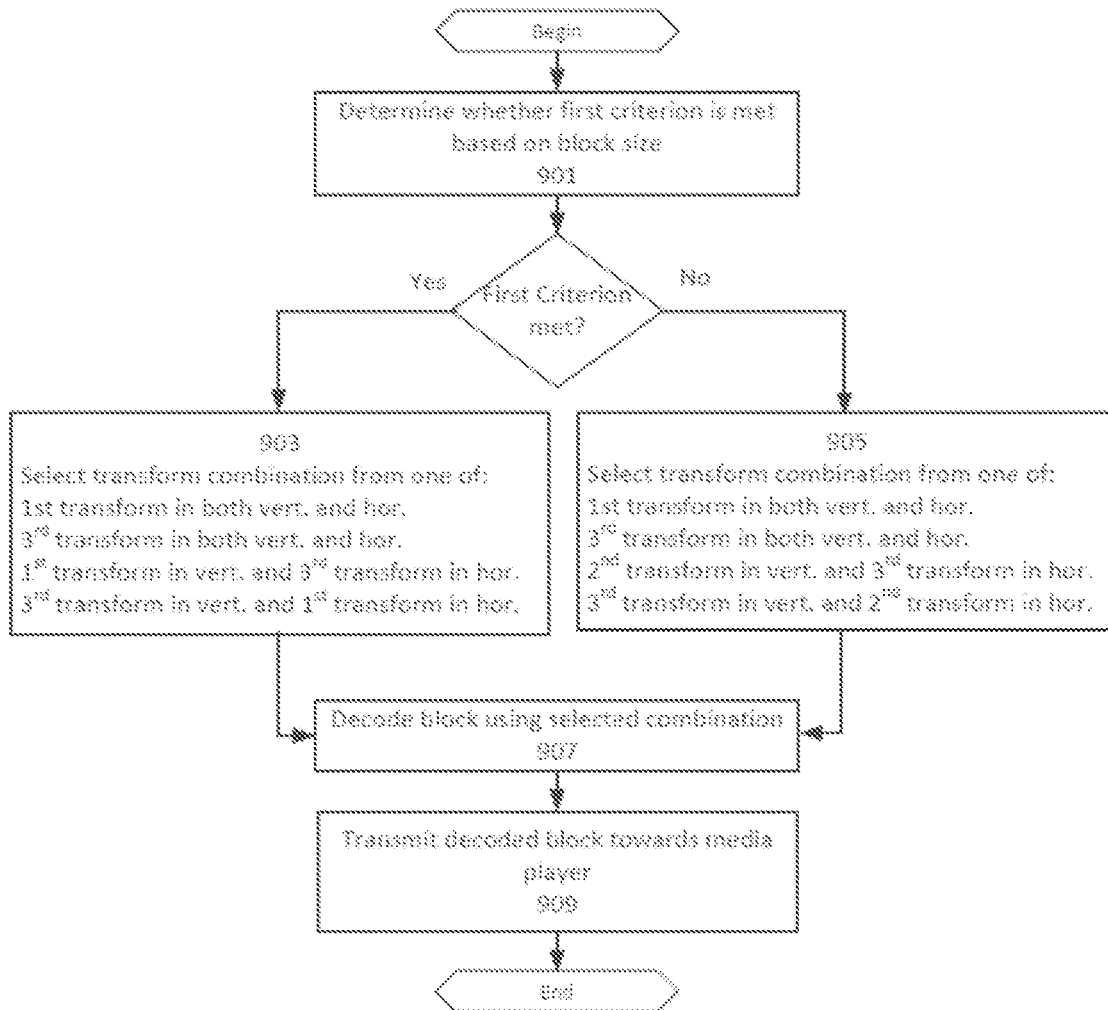 Begin
Determine whether first criterion is met
based on block size
901
First Criterion
met?
Yes
No
903
Select transform combination from one of:
1st transform in both vert. and hor.
3rd transform in both vert. and hor.
1st transform in vert. and 3rd transform in hor.
3rd transform in vert. and 1st transform in hor.
905
Select transform combination from one of:
1st transform in both vert. and hor.
3rd transform in both vert. and hor.
2nd transform in vert. and 3rd transform in hor.
3rd transform in vert. and 2nd transform in hor.
Decode block using selected combination
907
Transmit decoded block towards media
player
909
End